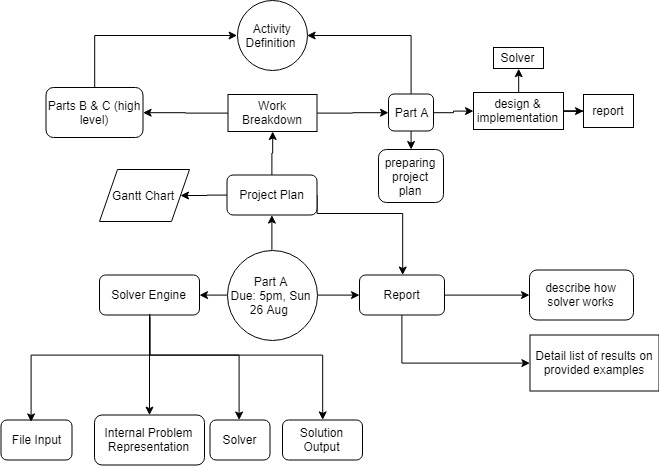 Activity
Definition
Solver
Parts B & C (high
level)
Work
Breakdown
Part A
design &
implementation
report
preparing
project
plan
Gantt Chart
Project Plan
Part A
Due: 5pm, Sun
26 Aug
Solver Engine
Report
describe how
solver works
Detail list of results on
provided examples
File Input
Internal Problem
Representation
Solver
Solution
Output